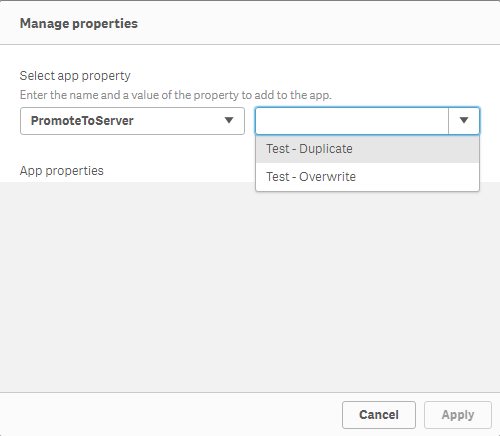 Manage properties
Select app property
Enter the name and a value of the property to add to the app.
PromoteToServer
Test - Duplicate
Test - Overwrite
App properties
Cancel Apply